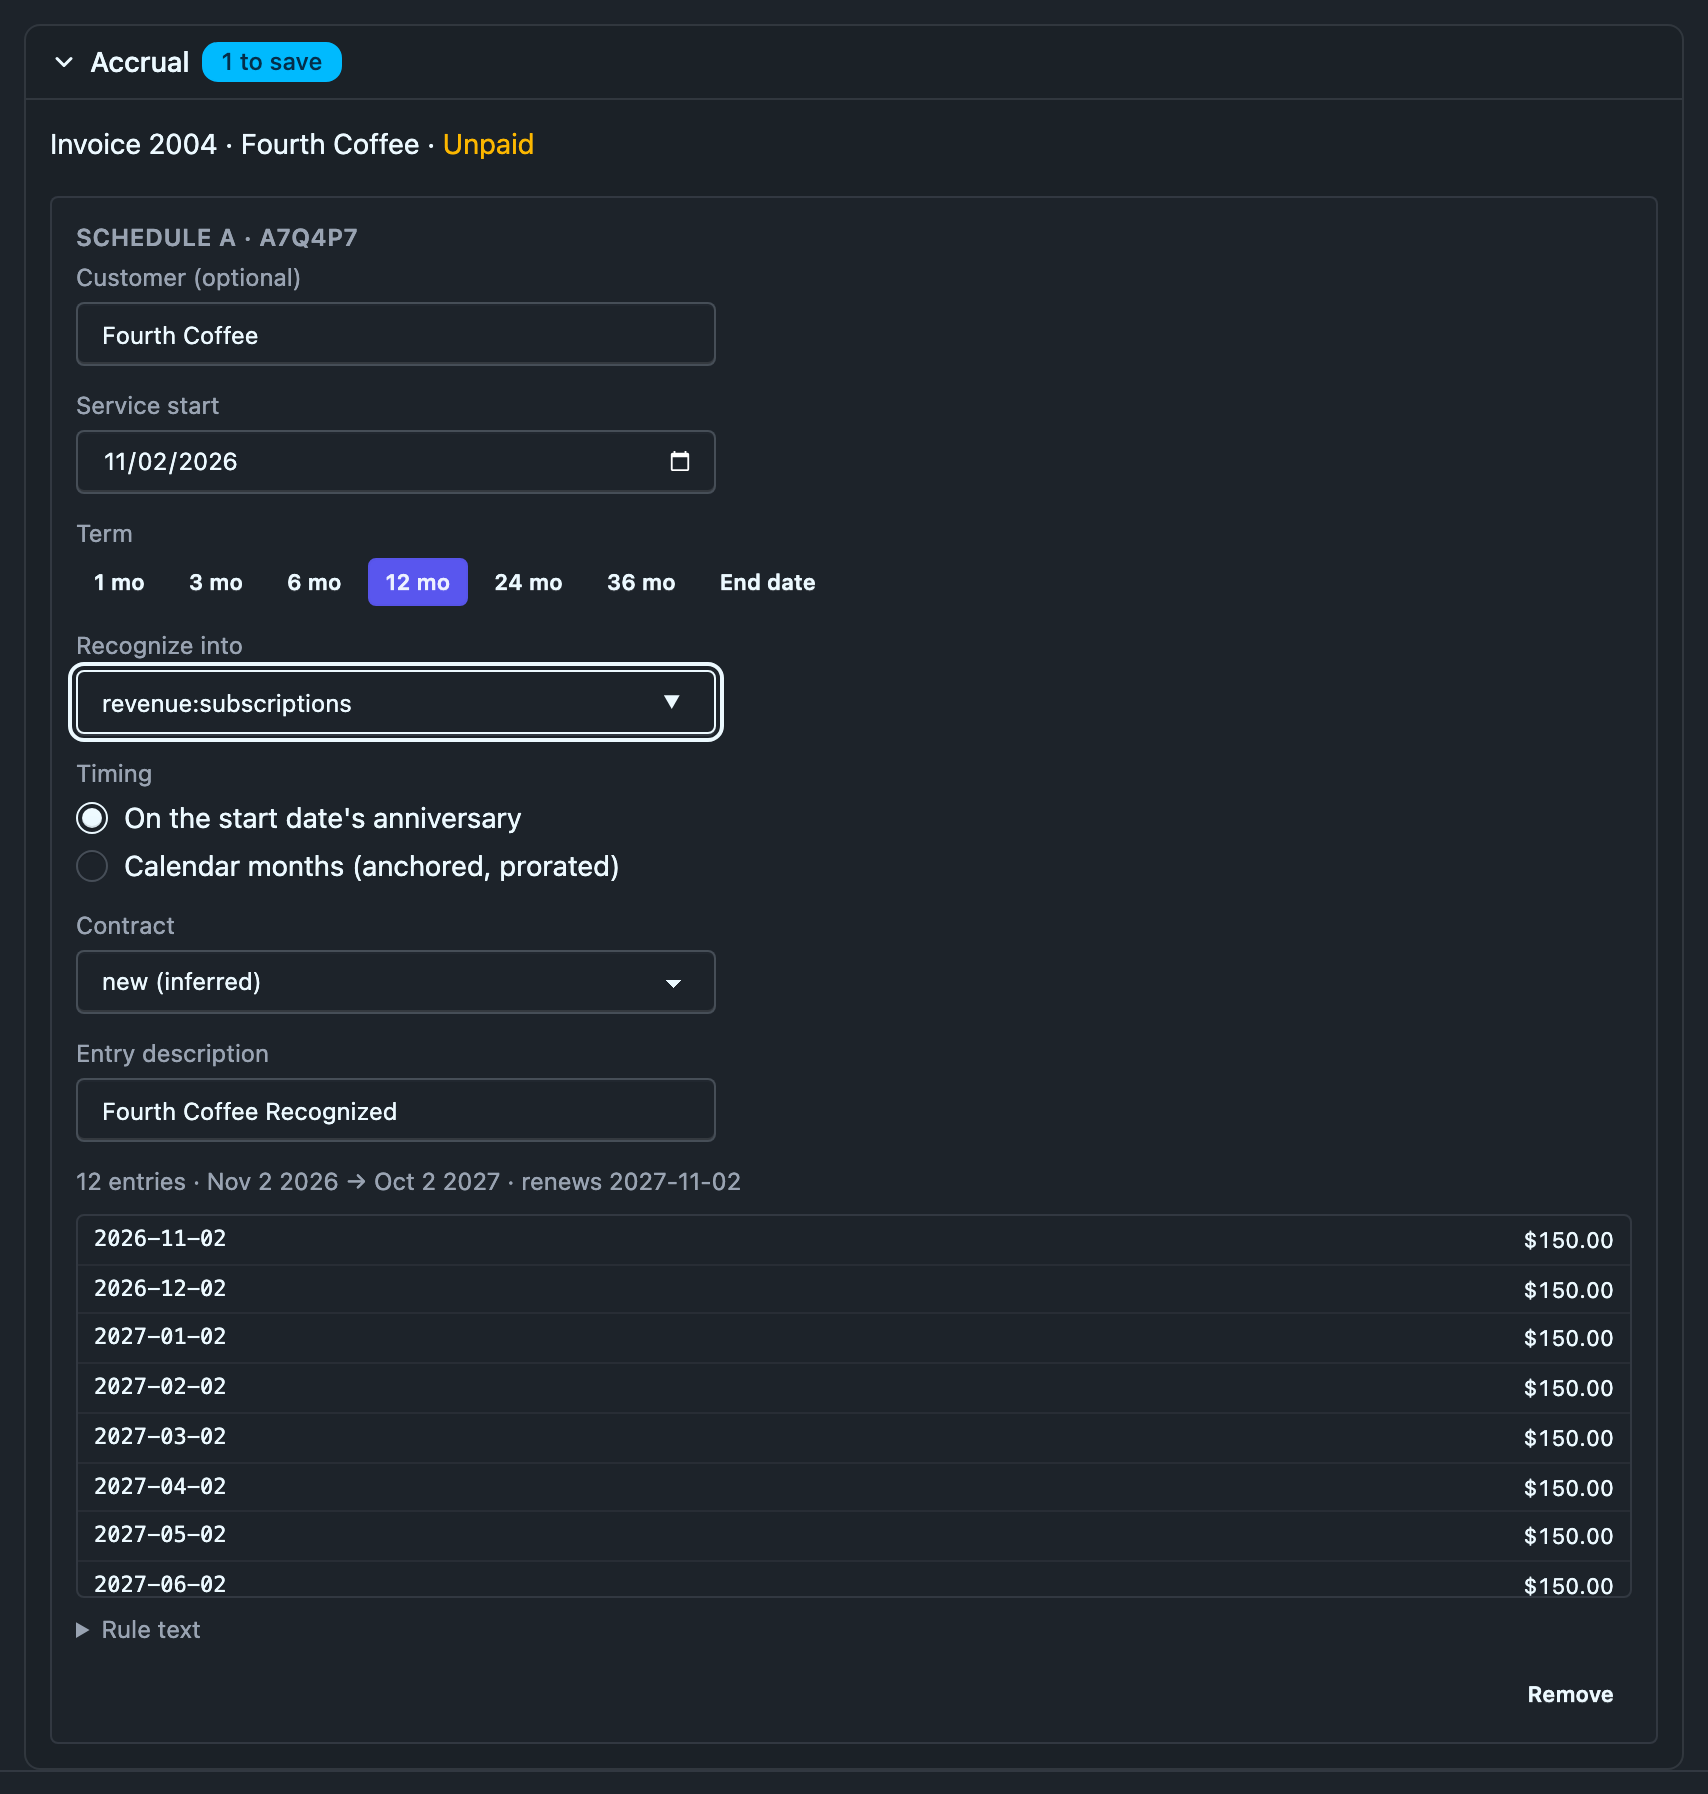 Accrual 1 to save
Invoice 2004 · Fourth Coffee · Unpaid
SCHEDULE A · A7Q4P7
Customer (optional)
Fourth Coffee
Service start
11/02/2026
Term
1 mo 3 mo 6 mo 12 mo 24 mo 36 mo End date
Recognize into
revenue:subscriptions
Timing
On the start date's anniversary
Calendar months (anchored, prorated)
Contract
new (inferred)
Entry description
Fourth Coffee Recognized
12 entries · Nov 2 2026 → Oct 2 2027 · renews 2027-11-02
2026-11-02 $150.00
2026-12-02 $150.00
2027-01-02 $150.00
2027-02-02 $150.00
2027-03-02 $150.00
2027-04-02 $150.00
2027-05-02 $150.00
2027-06-02 $150.00
Rule text
Remove